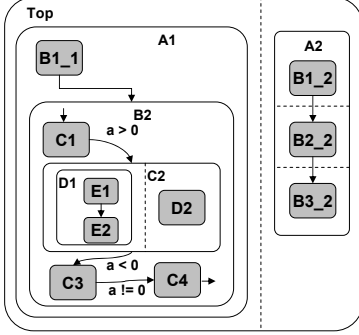 Top
A1
B1_1
B2
C1
a > 0
C2
D1
E1
E2
D2
a < 0
C3
a != 0
C4
A2
B1_2
B2_2
B3_2